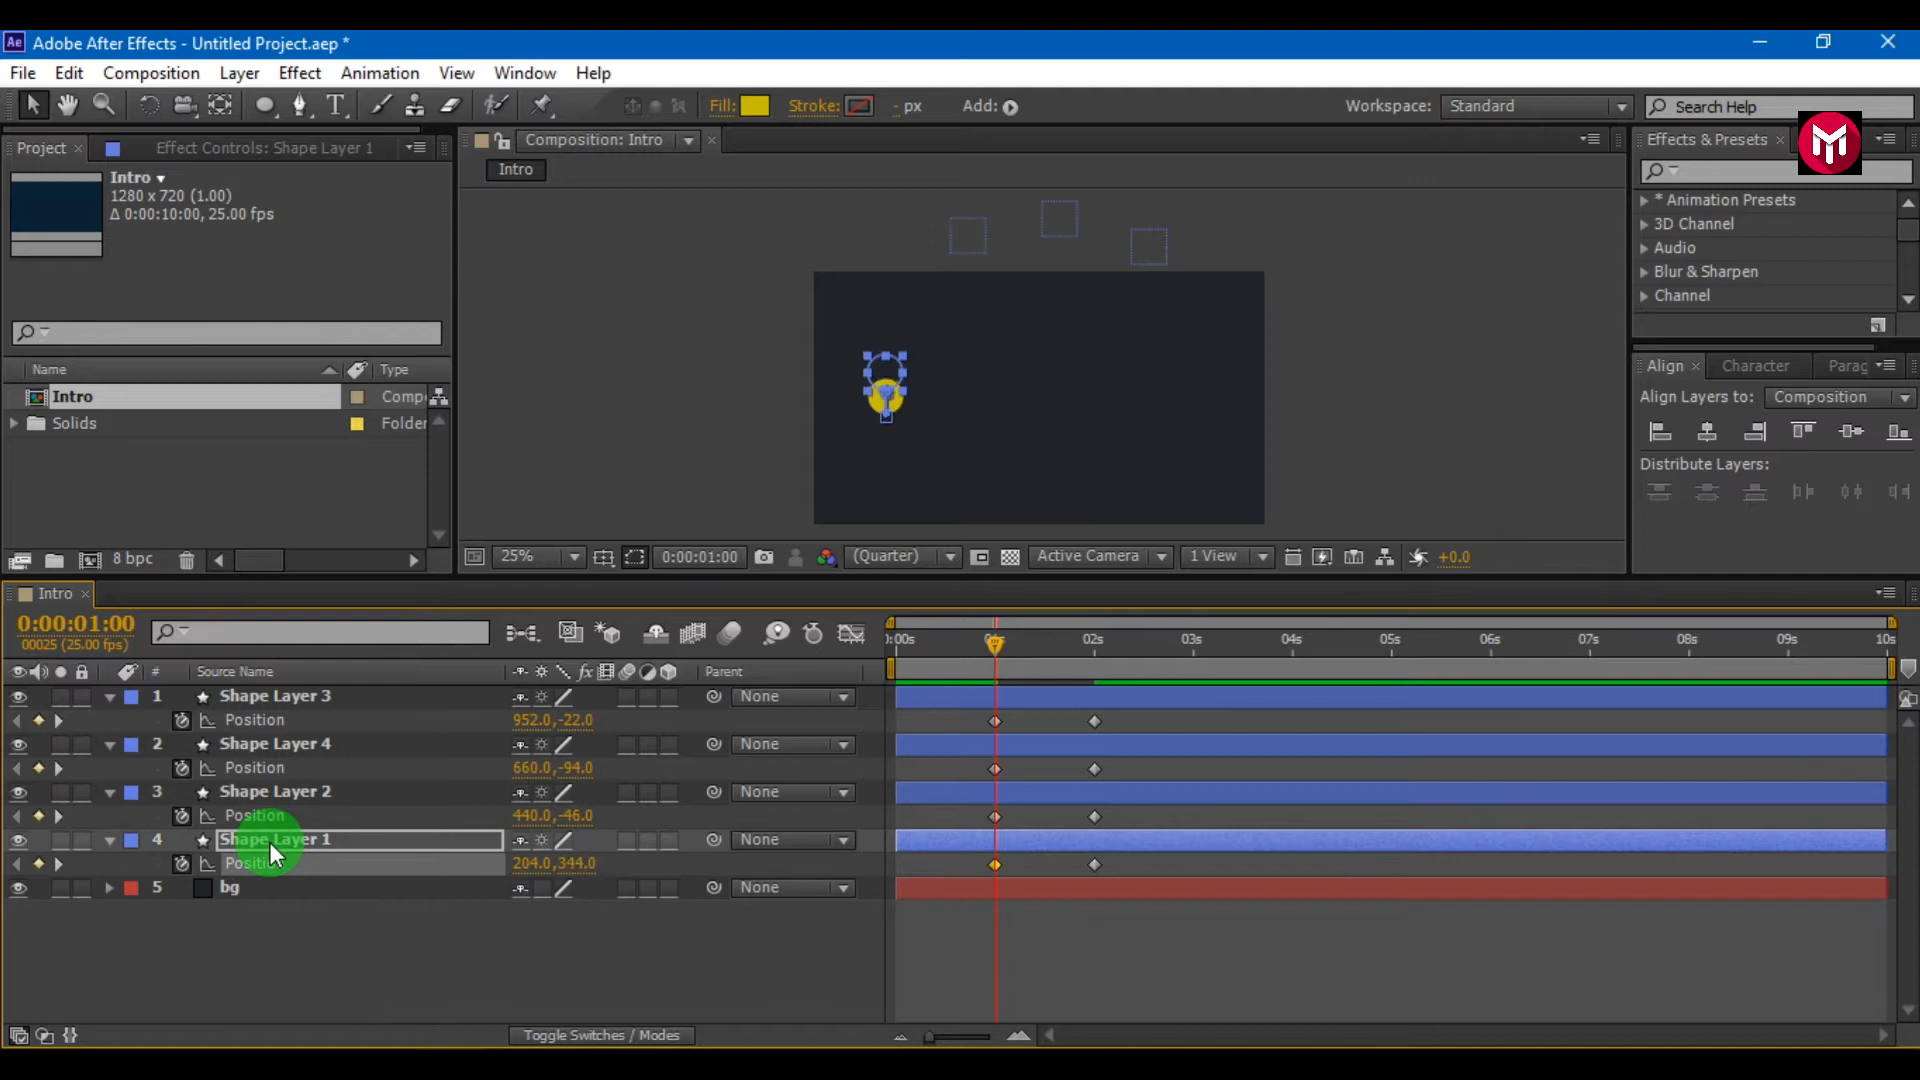 Ae Adobe After Effects - Untitled Project.aep *
File Edit Composition Layer Effect Animation View Window Help
Fill: Stroke: - px Add: Workspace: Standard Search Help
Project × Effect Controls: Shape Layer 1 Composition: Intro × Effects & Presets ×
Intro
Intro
1280 x 720 (1.00)
Δ 0:00:10:00, 25.00 fps
* Animation Presets
3D Channel
Audio
Blur & Sharpen
Channel
Name Type
Intro Comp
Solids Folder
Align × Character Parag
Align Layers to: Composition
Distribute Layers:
8 bpc 25% 0:00:01:00 (Quarter) Active Camera 1 View +0.0
Intro ×
0:00:01:00
00025 (25.00 fps)
:00s 02s 03s 04s 05s 06s 07s 08s 09s 10s
# Source Name fx Parent
1 Shape Layer 3 None
Position 952.0,-22.0
2 Shape Layer 4 None
Position 660.0,-94.0
3 Shape Layer 2 None
Position 440.0,-46.0
4 Shape Layer 1 None
Position 204.0,344.0
5 bg None
Toggle Switches / Modes